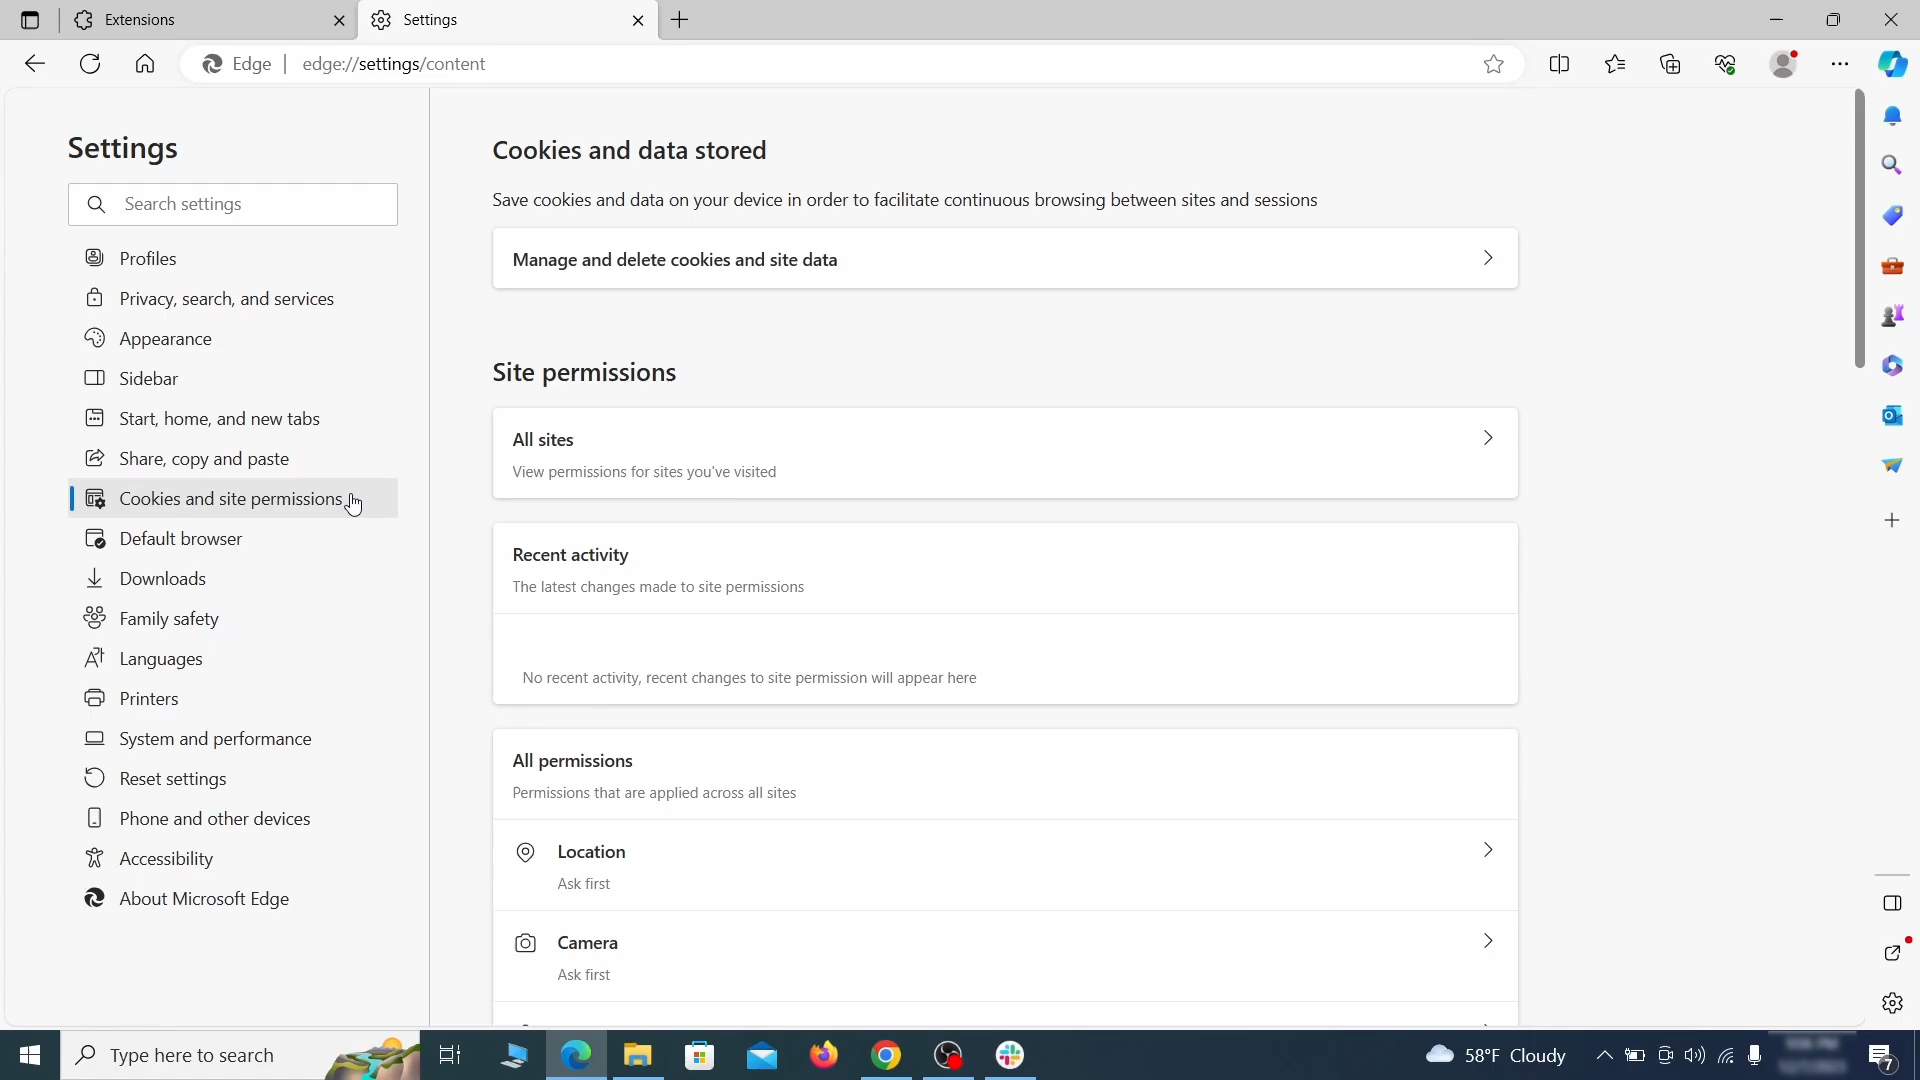 Extensions
Settings
Edge
edge://settings/content
Settings
Search settings
Profiles
Privacy, search, and services
Appearance
Sidebar
Start, home, and new tabs
Share, copy and paste
Cookies and site permissions
Default browser
Downloads
Family safety
Languages
Printers
System and performance
Reset settings
Phone and other devices
Accessibility
About Microsoft Edge
Cookies and data stored
Save cookies and data on your device in order to facilitate continuous browsing between sites and sessions
Manage and delete cookies and site data
Site permissions
All sites
View permissions for sites you've visited
Recent activity
The latest changes made to site permissions
No recent activity, recent changes to site permission will appear here
All permissions
Permissions that are applied across all sites
Location
Ask first
Camera
Ask first
Type here to search
58°F Cloudy
7